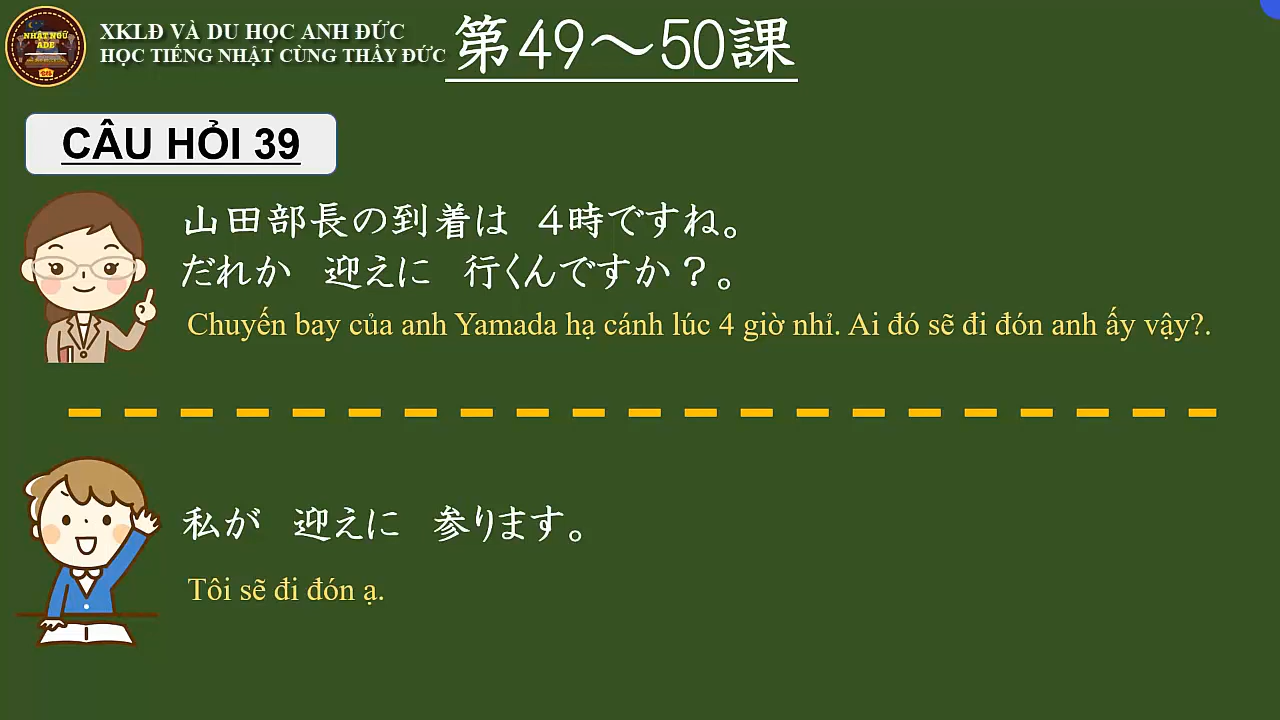 NHẬT NGỮ
ADE
XKLĐ VÀ DU HỌC ANH ĐỨC
HỌC TIẾNG NHẬT CÙNG THẦY ĐỨC
第49～50課
CÂU HỎI 39
山田部長の到着は 4時ですね。
だれか 迎えに 行くんですか？。
Chuyến bay của anh Yamada hạ cánh lúc 4 giờ nhỉ. Ai đó sẽ đi đón anh ấy vậy?.
私が 迎えに 参ります。
Tôi sẽ đi đón ạ.